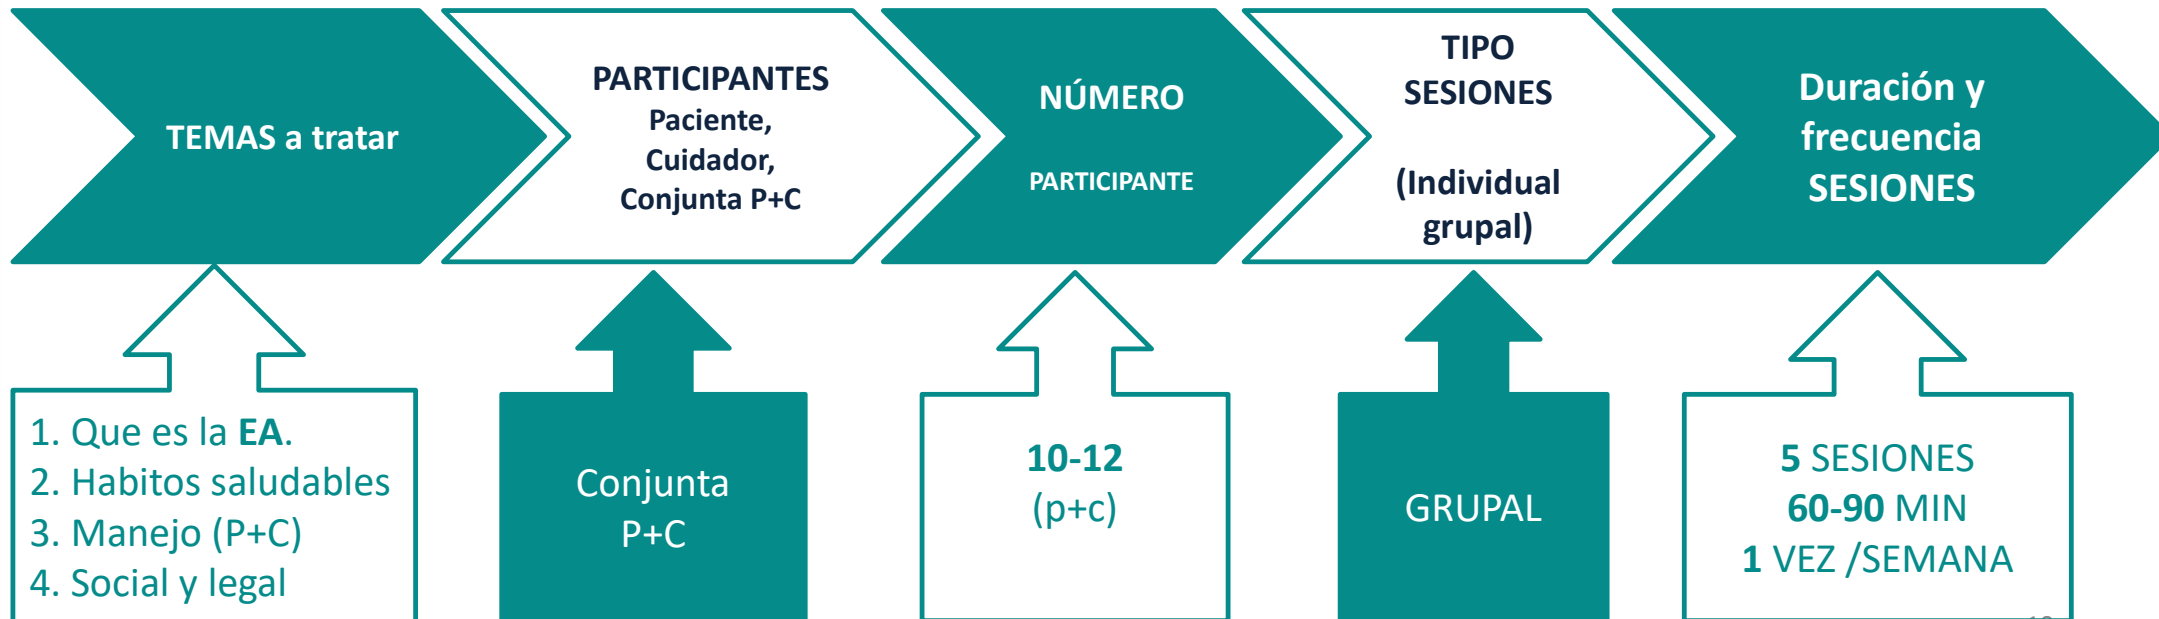 TEMAS a tratar
PARTICIPANTES
Paciente,
Cuidador,
Conjunta P+C
NÚMERO
PARTICIPANTE
TIPO
SESIONES
(Individual
grupal)
Duración y
frecuencia
SESIONES
1. Que es la EA.
2. Habitos saludables
3. Manejo (P+C)
4. Social y legal
Conjunta
P+C
10-12
(p+c)
GRUPAL
5 SESIONES
60-90 MIN
1 VEZ /SEMANA